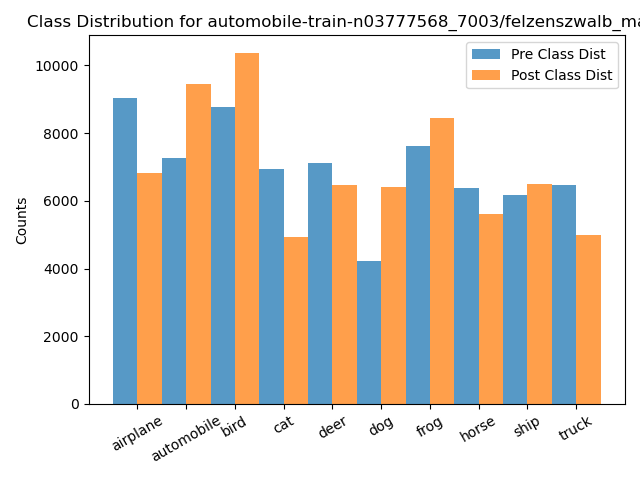 Class Distribution for automobile-train-n03777568_7003/felzenszwalb_ma
Pre Class Dist
Post Class Dist
Counts
10000
8000
6000
4000
2000
0
airplane
automobile
bird
cat
deer
dog
frog
horse
ship
truck